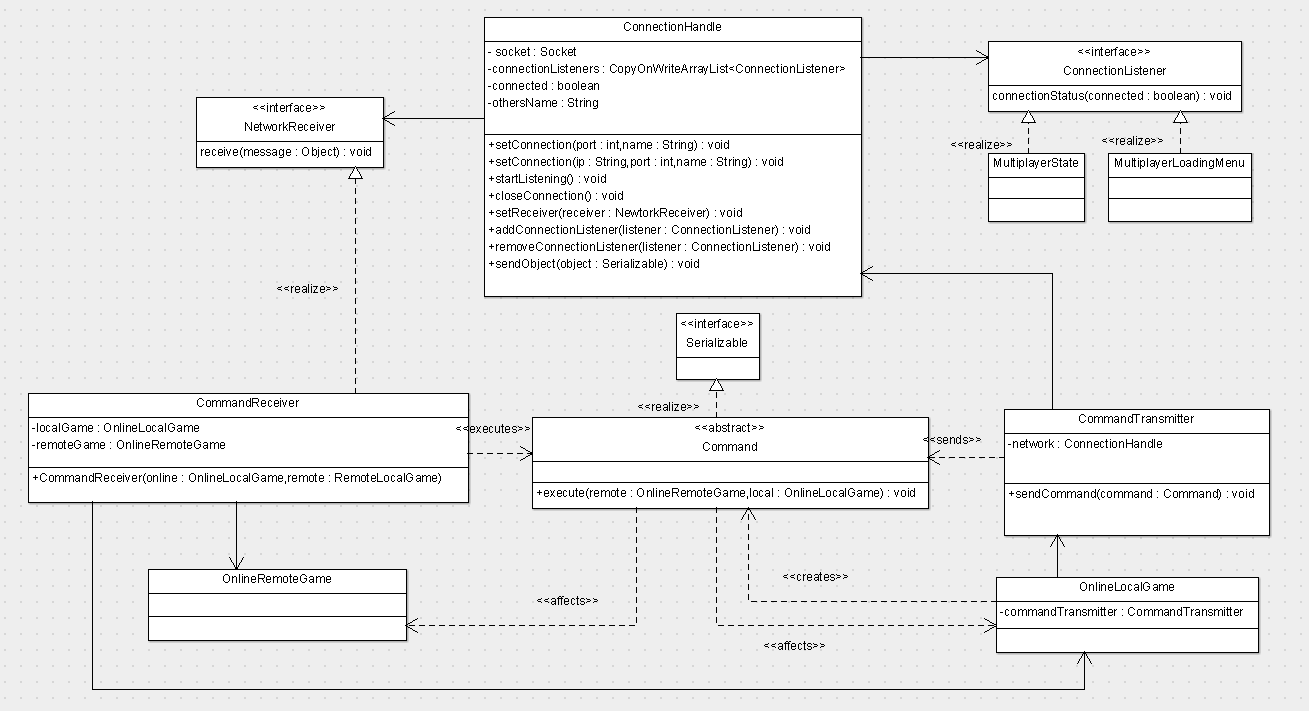 ConnectionHandle
- socket : Socket
-connectionListeners : CopyOnWriteArrayList<ConnectionListener>
-connected : boolean
-othersName : String
+setConnection(port : int,name : String) : void
+setConnection(ip : String,port : int,name : String) : void
+startListening() : void
+closeConnection() : void
+setReceiver(receiver : NewtorkReceiver) : void
+addConnectionListener(listener : ConnectionListener) : void
+removeConnectionListener(listener : ConnectionListener) : void
+sendObject(object : Serializable) : void
<<interface>>
ConnectionListener
connectionStatus(connected : boolean) : void
<<realize>>
<<realize>>
MultiplayerState
MultiplayerLoadingMenu
<<interface>>
NetworkReceiver
receive(message : Object) : void
<<realize>>
<<interface>>
Serializable
<<realize>>
CommandReceiver
-localGame : OnlineLocalGame
-remoteGame : OnlineRemoteGame
+CommandReceiver(online : OnlineLocalGame,remote : RemoteLocalGame)
<<executes>>
<<abstract>>
Command
+execute(remote : OnlineRemoteGame,local : OnlineLocalGame) : void
<<sends>>
CommandTransmitter
-network : ConnectionHandle
+sendCommand(command : Command) : void
OnlineRemoteGame
<<affects>>
<<creates>>
<<affects>>
OnlineLocalGame
-commandTransmitter : CommandTransmitter